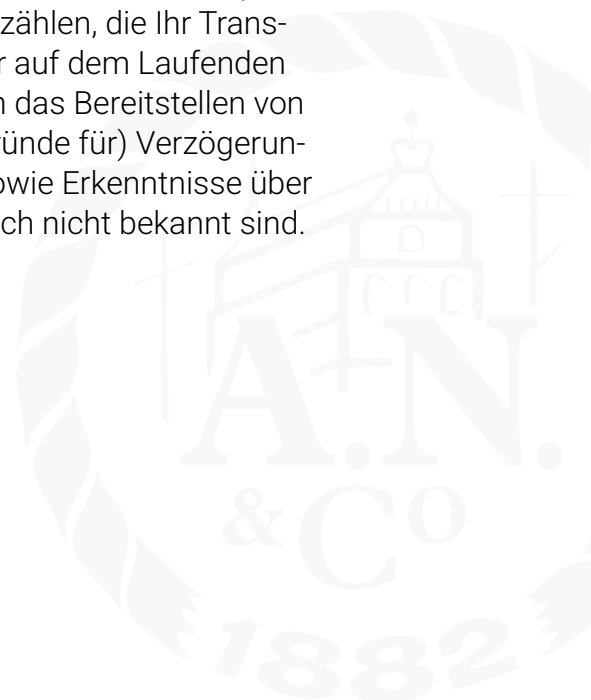 zählen, die Ihr Trans-
r auf dem Laufenden
n das Bereitstellen von
ründe für) Verzögerun-
owie Erkenntnisse über
ch nicht bekannt sind.
A.N.
& Co
1882